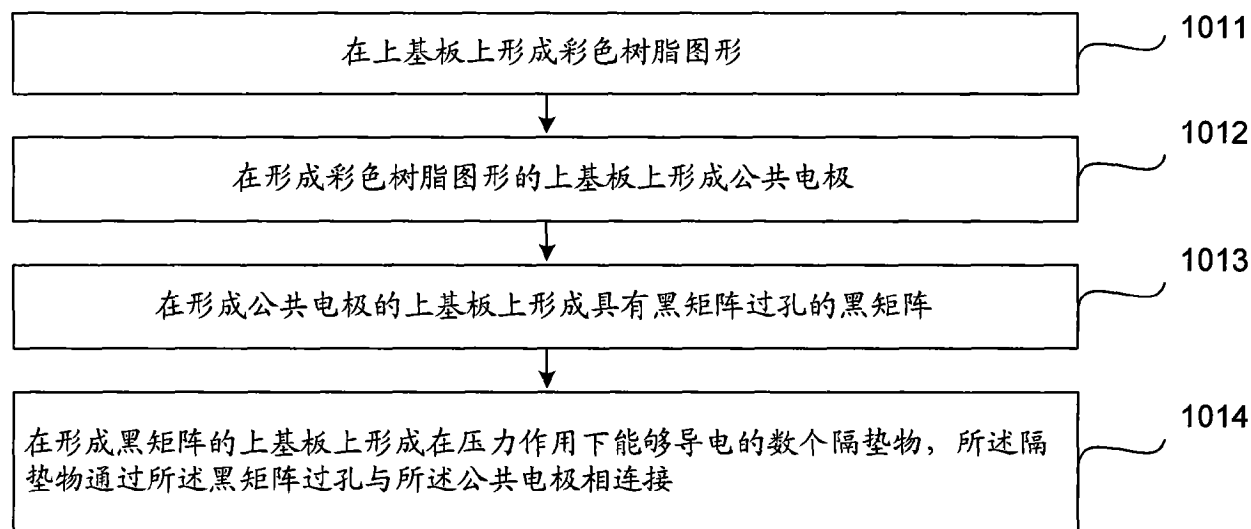 在上基板上形成彩色树脂图形
1011
在形成彩色树脂图形的上基板上形成公共电极
1012
在形成公共电极的上基板上形成具有黑矩阵过孔的黑矩阵
1013
在形成黑矩阵的上基板上形成在压力作用下能够导电的数个隔垫物，所述隔
垫物通过所述黑矩阵过孔与所述公共电极相连接
1014